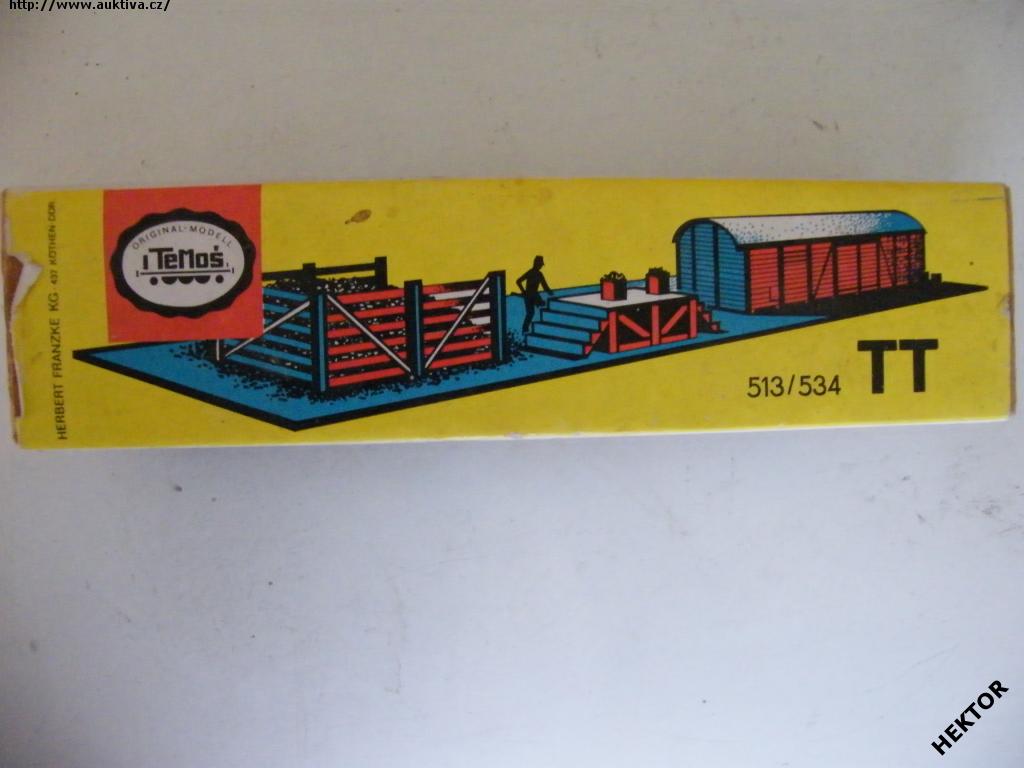 http://www.auktiva.cz/
HERBERT FRANZKE KG · 437 KÖTHEN-DDR
ORIGINAL-MODELL
TeMos
513/534 TT
HEKTOR